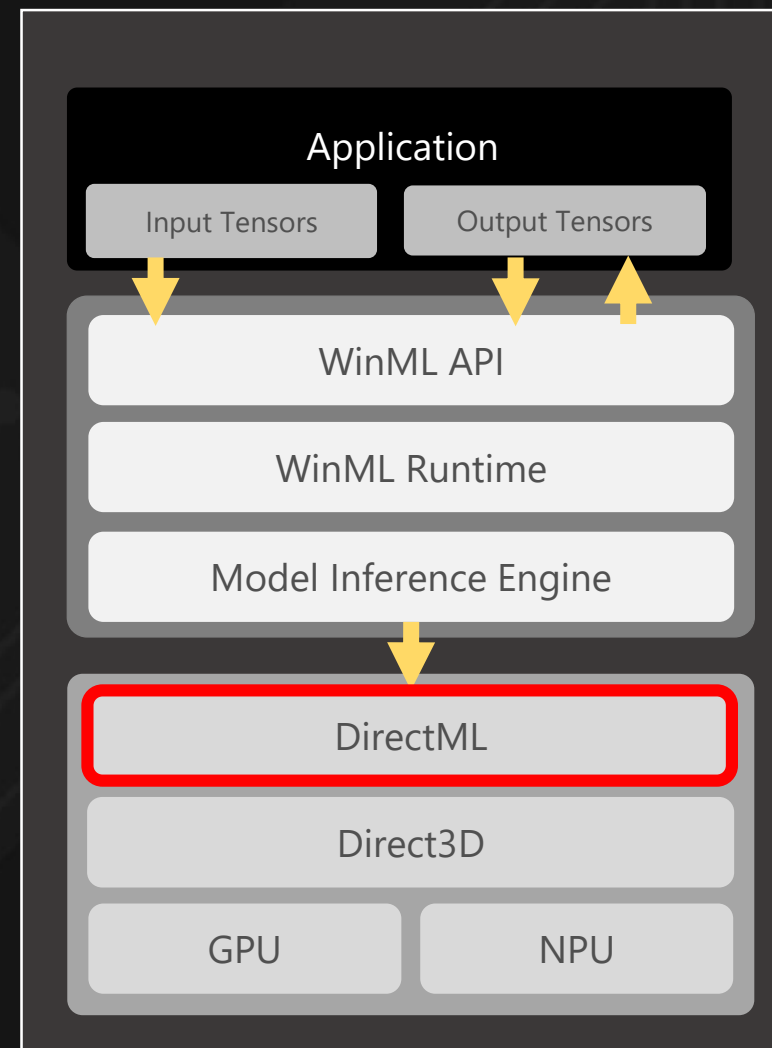 Application
Input Tensors
Output Tensors
WinML API
WinML Runtime
Model Inference Engine
DirectML
Direct3D
GPU
NPU